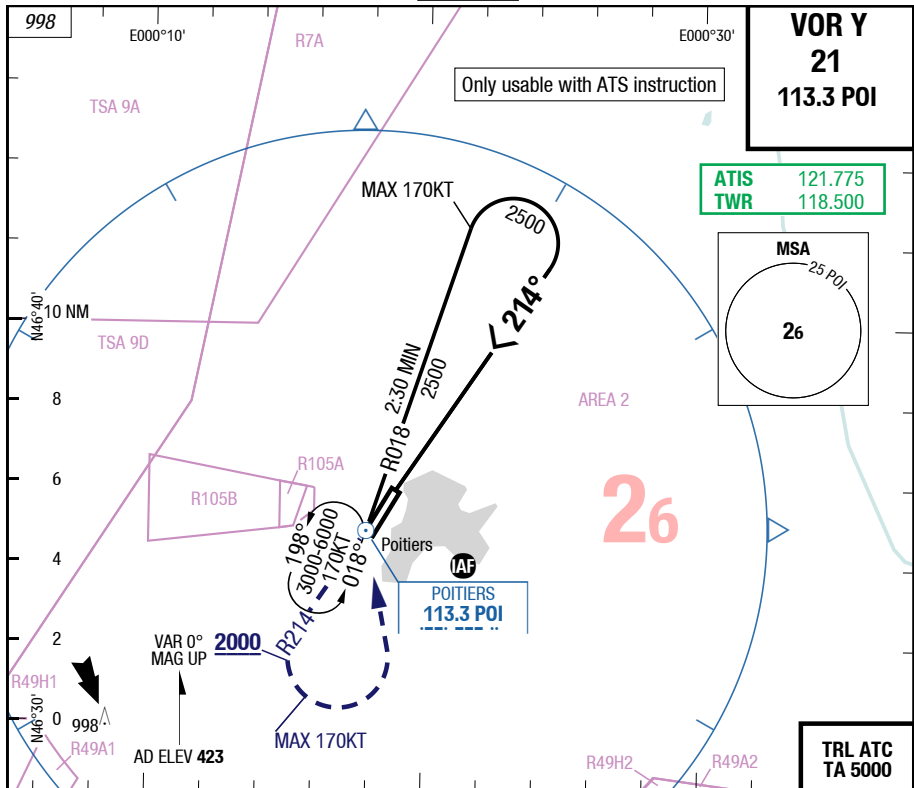 998
E000°10'
R7A
E000°30'
VOR Y
21
113.3 POI
Only usable with ATS instruction
TSA 9A
ATIS 121.775
TWR 118.500
MAX 170KT
2500
MSA
25 POI
26
214°
N46°40'
10 NM
TSA 9D
2:30 MIN
2500
8
AREA 2
R018
6
R105A
R105B
26
198°
3000-6000
170KT
018°
Poitiers
4
IAF
POITIERS
113.3 POI
R214
2
VAR 0°
MAG UP
2000
R49H1
N46°30'
0
998
R49A1
MAX 170KT
AD ELEV 423
R49H2
R49A2
TRL ATC
TA 5000